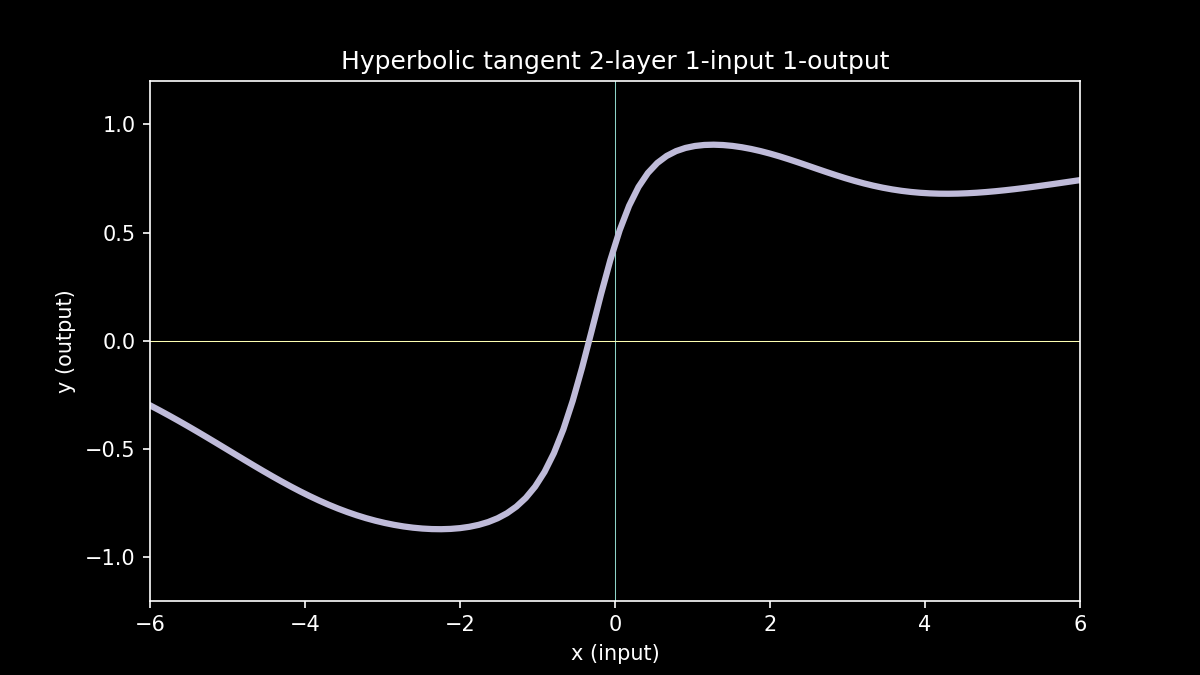 Hyperbolic tangent 2-layer 1-input 1-output
1.0
0.5
0.0
−0.5
−1.0
y (output)
−6 −4 −2 0 2 4 6
x (input)